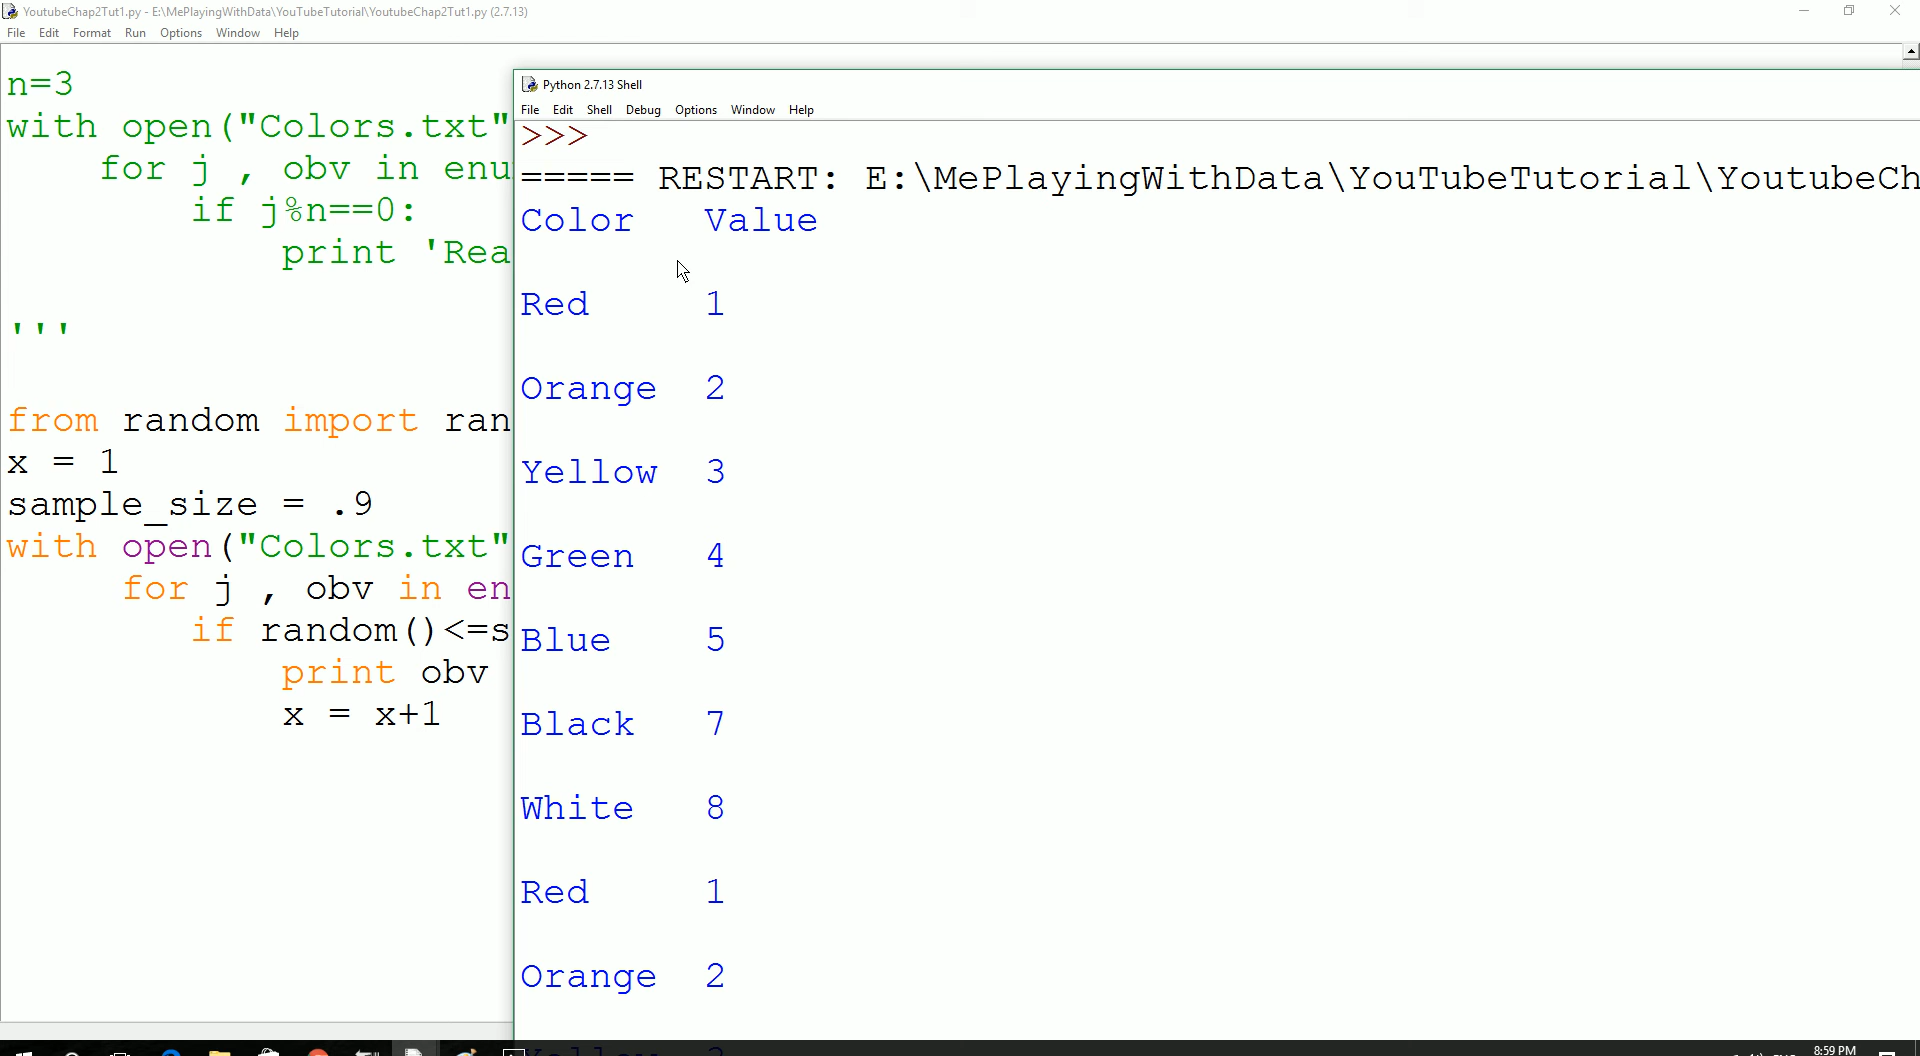 YoutubeChap2Tut1.py - E:\MePlayingWithData\YouTubeTutorial\YoutubeChap2Tut1.py (2.7.13)
File Edit Format Run Options Window Help
n=3
with open("Colors.txt"
for j , obv in enu
if j%n==0:
print 'Rea
'''
from random import ran
x = 1
sample_size = .9
with open("Colors.txt"
for j , obv in en
if random()<=s
print obv
x = x+1
Python 2.7.13 Shell
File Edit Shell Debug Options Window Help
>>>
===== RESTART: E:\MePlayingWithData\YouTubeTutorial\YoutubeCh
Color Value
Red 1
Orange 2
Yellow 3
Green 4
Blue 5
Black 7
White 8
Red 1
Orange 2
8:59 PM